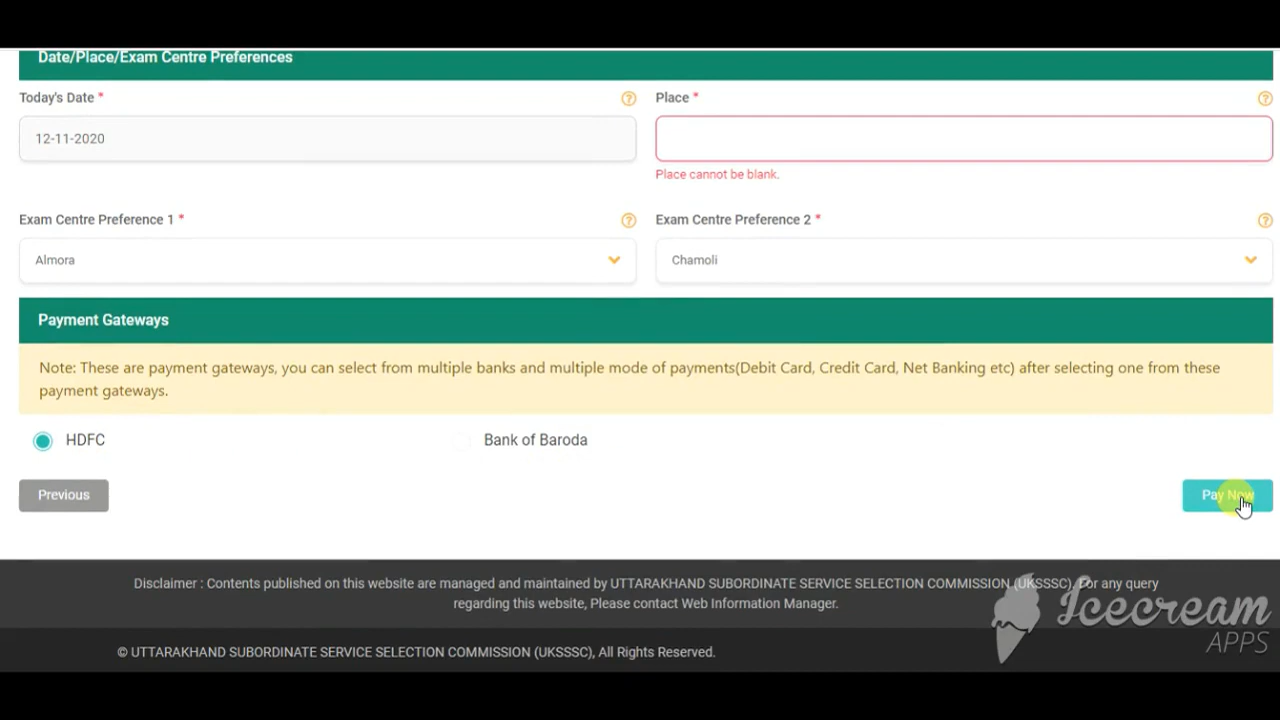 Date/Place/Exam Centre Preferences
Today's Date *
Place *
12-11-2020
Place cannot be blank.
Exam Centre Preference 1 *
Exam Centre Preference 2 *
Almora
Chamoli
Payment Gateways
Note: These are payment gateways, you can select from multiple banks and multiple mode of payments(Debit Card, Credit Card, Net Banking etc) after selecting one from these
payment gateways.
HDFC
Bank of Baroda
Previous
Pay Now
Disclaimer : Contents published on this website are managed and maintained by UTTARAKHAND SUBORDINATE SERVICE SELECTION COMMISSION (UKSSSC). For any query
regarding this website, Please contact Web Information Manager.
Icecream
APPS
© UTTARAKHAND SUBORDINATE SERVICE SELECTION COMMISSION (UKSSSC), All Rights Reserved.